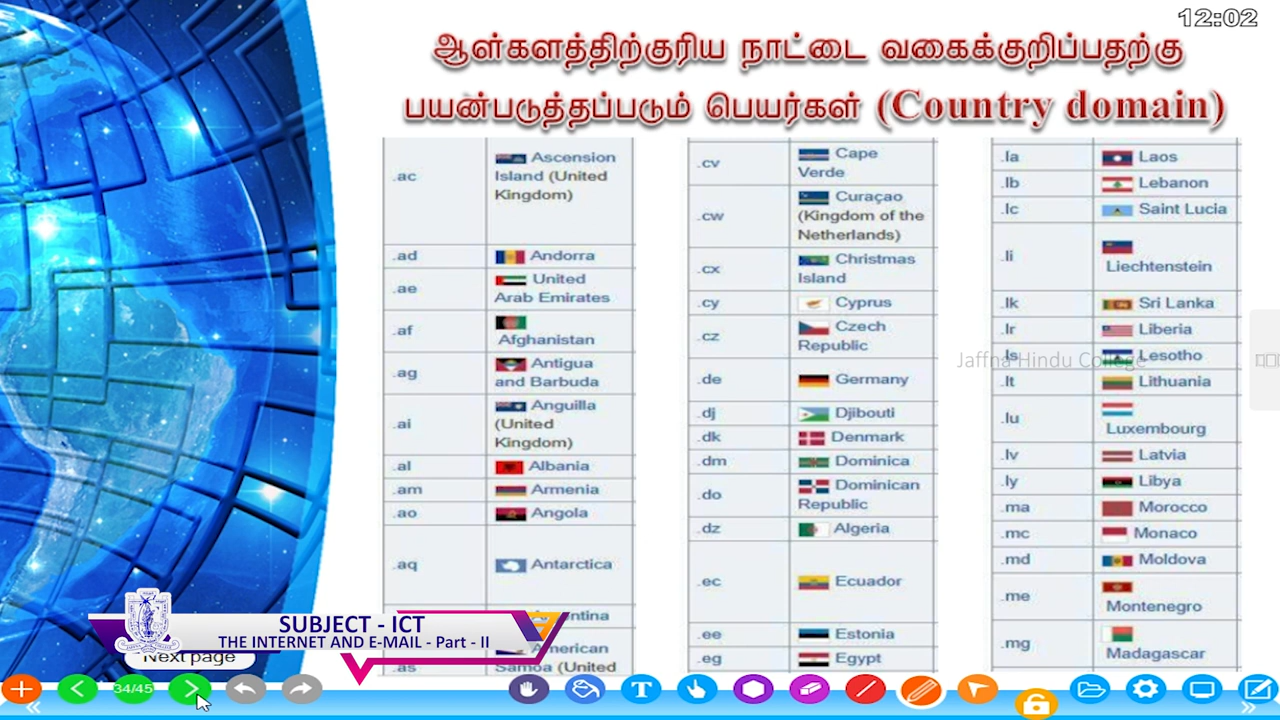 12:02
ஆள்களத்திற்குரிய நாட்டை வகைக்குறிப்பதற்கு
பயன்படுத்தப்படும் பெயர்கள் (Country domain)
.ac Ascension
Island (United
Kingdom)
.ad Andorra
.ae United
Arab Emirates
.af
Afghanistan
.ag Antigua
and Barbuda
.ai Anguilla
(United
Kingdom)
.al Albania
.am Armenia
.ao Angola
.aq Antarctica
.as
Samoa (United
.cv Cape
Verde
.cw Curaçao
(Kingdom of the
Netherlands)
.cx Christmas
Island
.cy Cyprus
.cz Czech
Republic
.de Germany
.dj Djibouti
.dk Denmark
.dm Dominica
.do Dominican
Republic
.dz Algeria
.ec Ecuador
.ee Estonia
.eg Egypt
.la Laos
.lb Lebanon
.lc Saint Lucia
.li
Liechtenstein
.lk Sri Lanka
.lr Liberia
.ls Lesotho
Jaffna Hindu College
.lt Lithuania
.lu
Luxembourg
.lv Latvia
.ly Libya
.ma Morocco
.mc Monaco
.md Moldova
.me
Montenegro
.mg
Madagascar
SUBJECT - ICT
THE INTERNET AND E-MAIL - Part - II
Next page
34/45